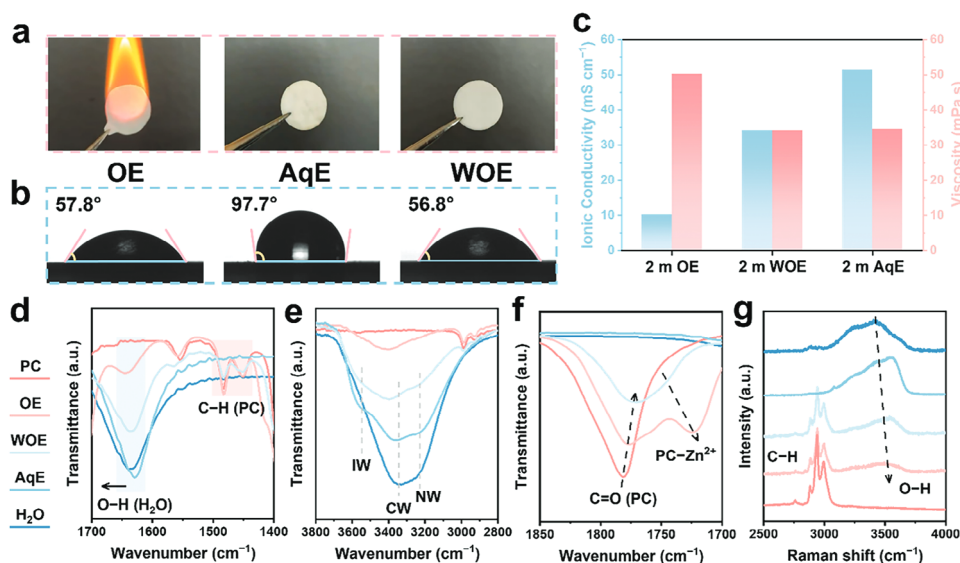 a
OE
AqE
WOE
b
57.8°
97.7°
56.8°
c
Ionic Conductivity (mS cm⁻¹)
60
50
40
30
20
10
0
2 m OE
2 m WOE
2 m AqE
60
50
40
30
20
10
0
Viscosity (mPa s)
PC
OE
WOE
AqE
H₂O
d
Transmittance (a.u.)
C−H (PC)
O−H (H₂O)
1700 1600 1500 1400
Wavenumber (cm⁻¹)
e
Transmittance (a.u.)
IW
CW
NW
3800 3600 3400 3200 3000 2800
Wavenumber (cm⁻¹)
f
Transmittance (a.u.)
PC−Zn²⁺
C=O (PC)
1850 1800 1750 1700
Wavenumber (cm⁻¹)
g
Intensity (a.u.)
C−H
O−H
2500 3000 3500 4000
Raman shift (cm⁻¹)